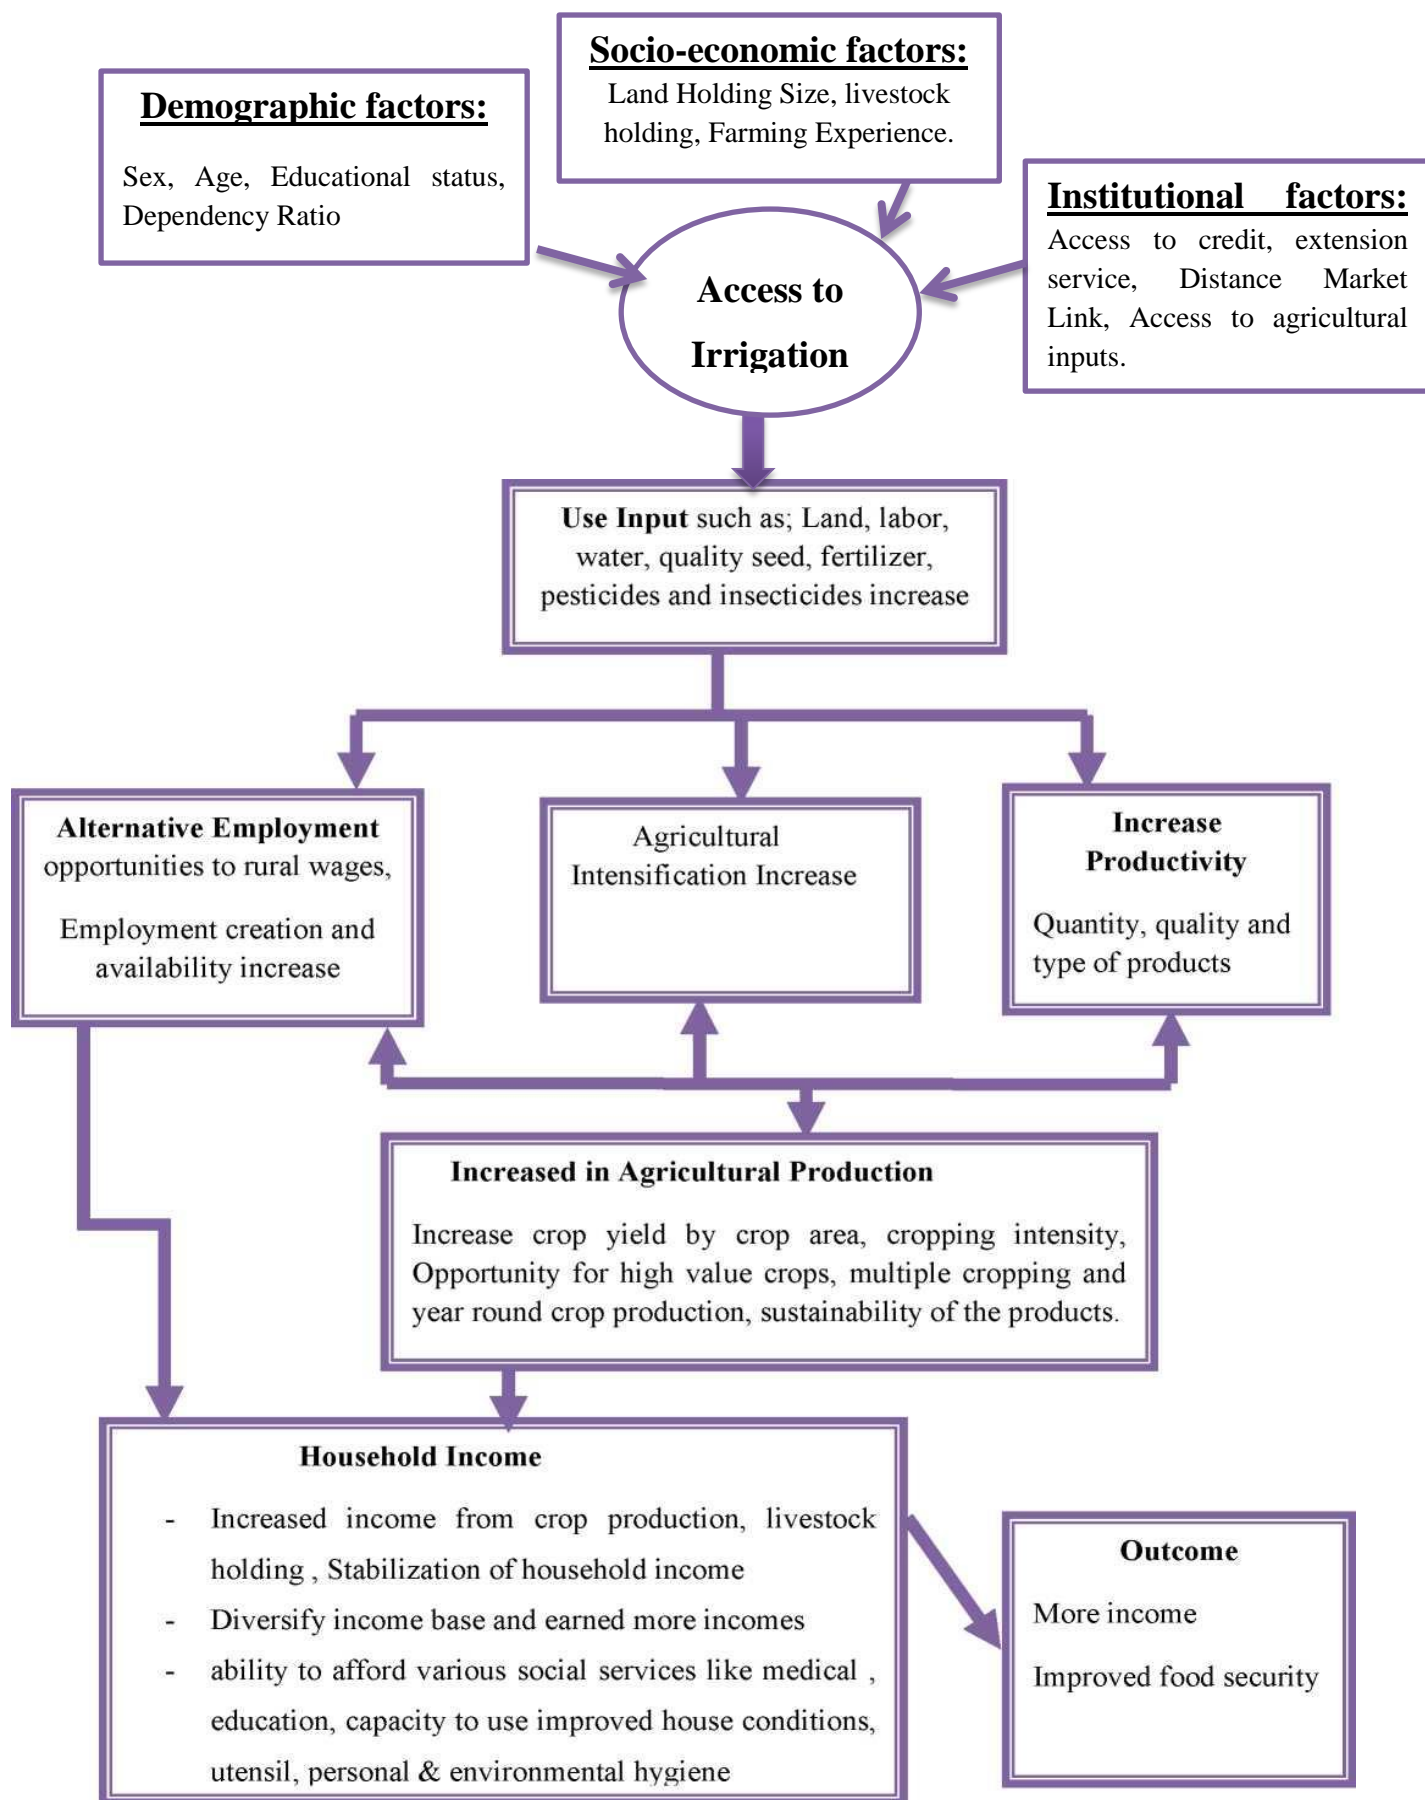 Socio-economic factors:
Land Holding Size, livestock
holding, Farming Experience.
Demographic factors:
Sex, Age, Educational status,
Dependency Ratio
Institutional factors:
Access to credit, extension
service, Distance Market
Link, Access to agricultural
inputs.
Access to
Irrigation
Use Input such as; Land, labor,
water, quality seed, fertilizer,
pesticides and insecticides increase
Alternative Employment
opportunities to rural wages,
Employment creation and
availability increase
Agricultural
Intensification Increase
Increase
Productivity
Quantity, quality and
type of products
Increased in Agricultural Production
Increase crop yield by crop area, cropping intensity,
Opportunity for high value crops, multiple cropping and
year round crop production, sustainability of the products.
Household Income
- Increased income from crop production, livestock
holding , Stabilization of household income
- Diversify income base and earned more incomes
- ability to afford various social services like medical ,
education, capacity to use improved house conditions,
utensil, personal & environmental hygiene
Outcome
More income
Improved food security